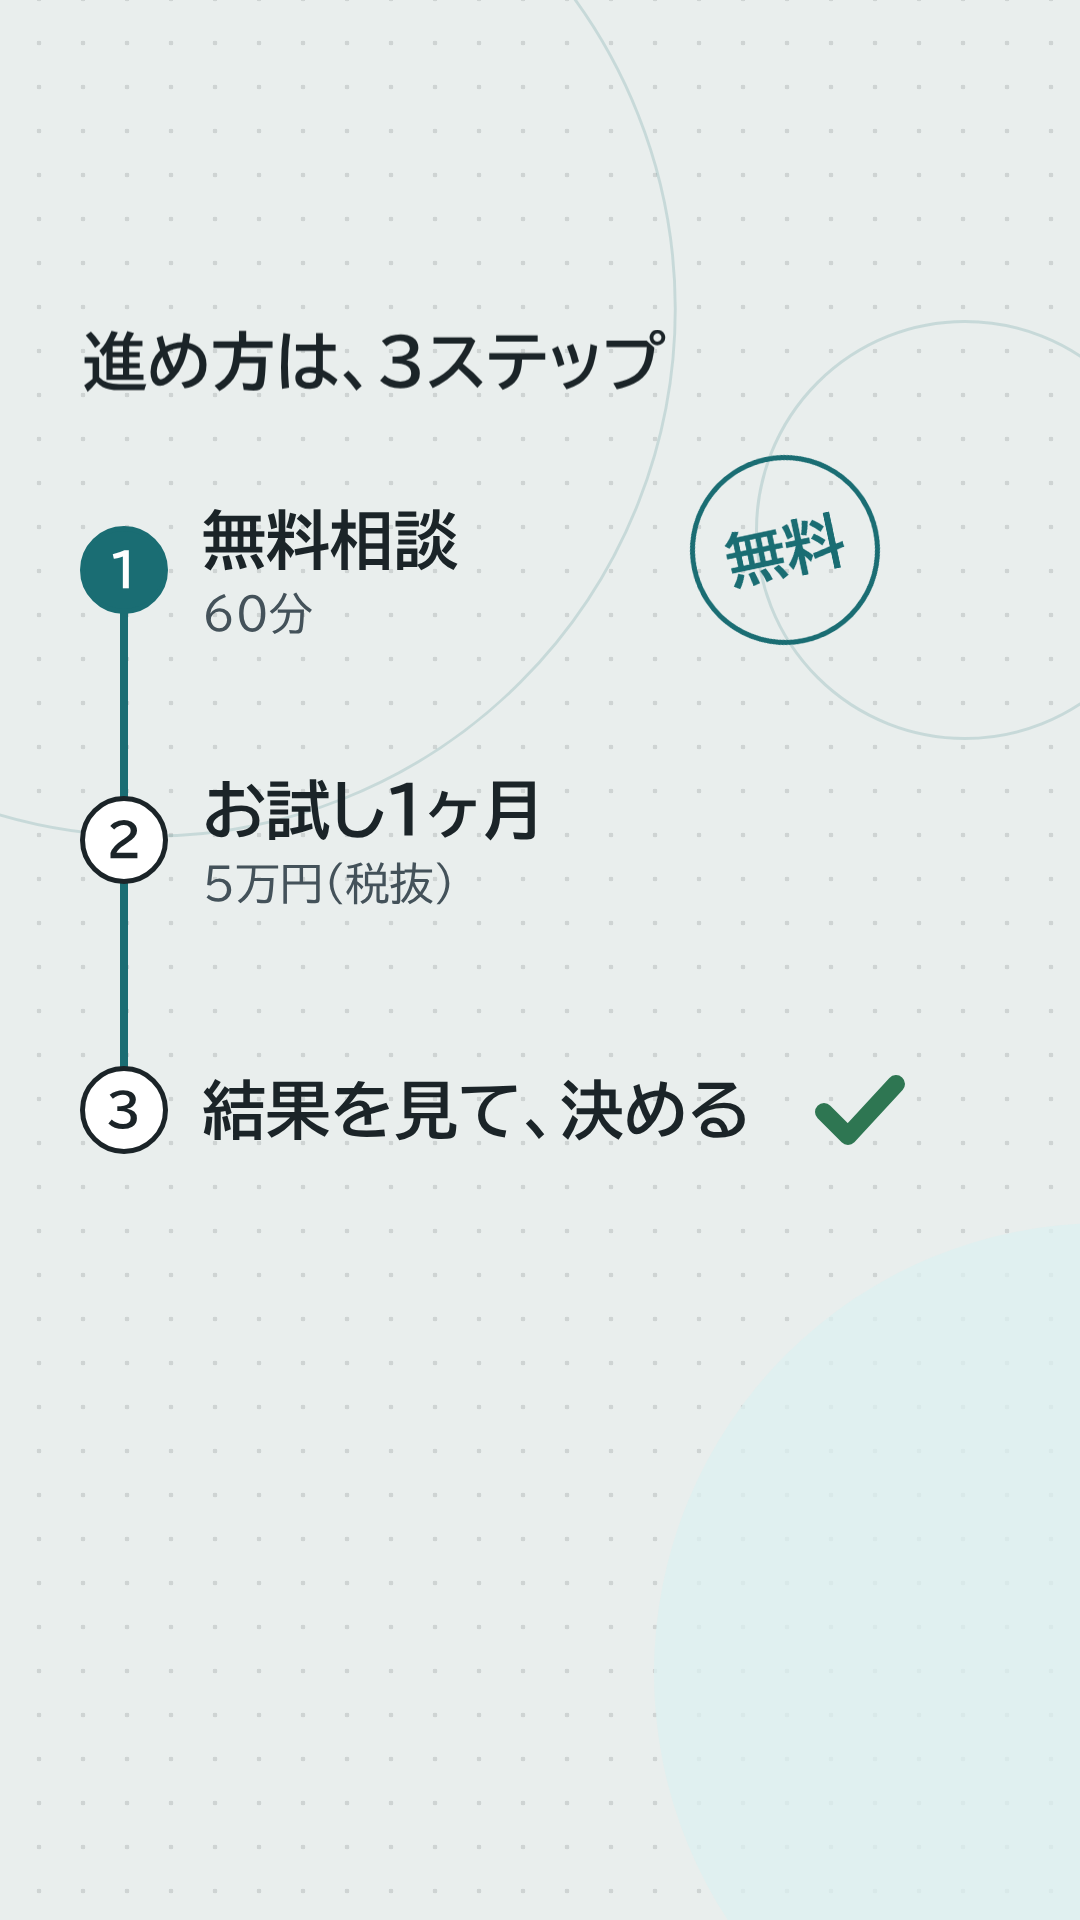 進め方は、3ステップ
1
無料相談
60分
無料
2
お試し1ヶ月
5万円(税抜)
3
結果を見て、決める